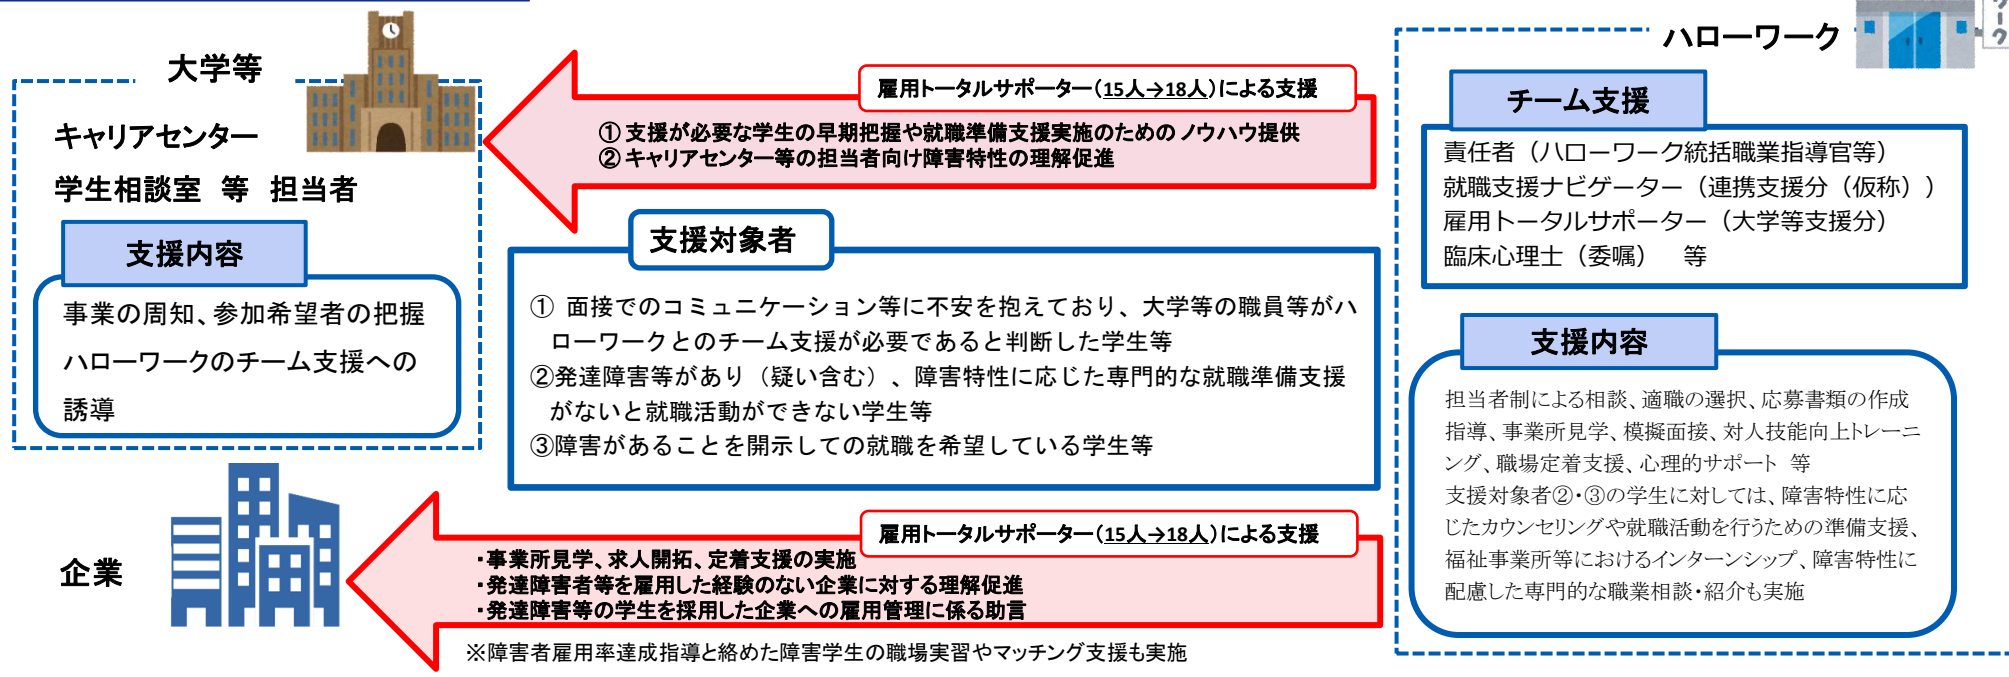 大学等
キャリアセンター
学生相談室　等　担当者
支援内容
事業の周知、参加希望者の把握
ハローワークのチーム支援への
誘導
雇用トータルサポーター（15人→18人）による支援
① 支援が必要な学生の早期把握や就職準備支援実施のための ノウハウ提供
② キャリアセンター等の担当者向け障害特性の理解促進
支援対象者
① 面接でのコミュニケーション等に不安を抱えており、大学等の職員等がハ
ローワークとのチーム支援が必要であると判断した学生等
②発達障害等があり（疑い含む）、障害特性に応じた専門的な就職準備支援
がないと就職活動ができない学生等
③障害があることを開示しての就職を希望している学生等
企業
雇用トータルサポーター（15人→18人）による支援
・事業所見学、求人開拓、定着支援の実施
・発達障害者等を雇用した経験のない企業に対する理解促進
・発達障害等の学生を採用した企業への雇用管理に係る助言
※障害者雇用率達成指導と絡めた障害学生の職場実習やマッチング支援も実施
ハローワーク
ワーク
チーム支援
責任者（ハローワーク統括職業指導官等）
就職支援ナビゲーター（連携支援分（仮称））
雇用トータルサポーター（大学等支援分）
臨床心理士（委嘱）　等
支援内容
担当者制による相談、適職の選択、応募書類の作成
指導、事業所見学、模擬面接、対人技能向上トレーニ
ング、職場定着支援、心理的サポート　等
支援対象者②・③の学生に対しては、障害特性に応
じたカウンセリングや就職活動を行うための準備支援、
福祉事業所等におけるインターンシップ、障害特性に
配慮した専門的な職業相談・紹介も実施